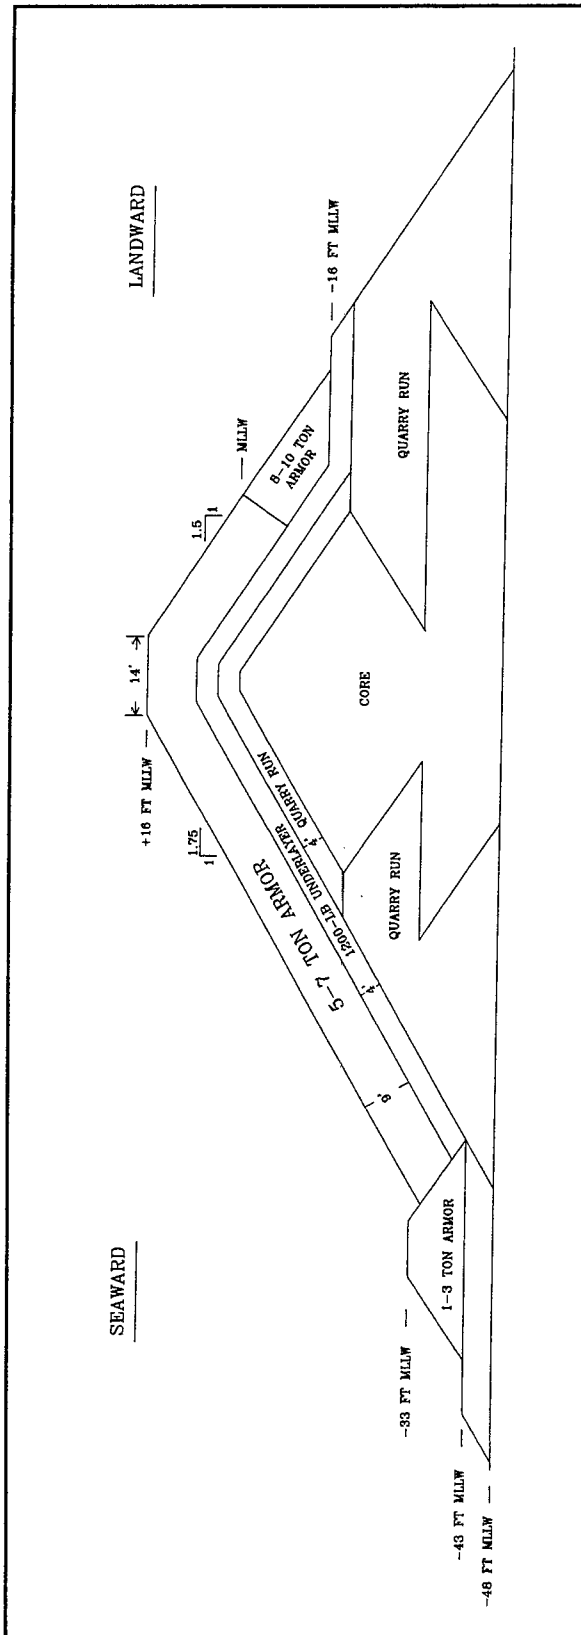 SEAWARD
LANDWARD
14'
+16 FT MLLW
1.75
1
1.5
1
MLLW
8-10 TON
ARMOR
-16 FT MLLW
5-7 TON ARMOR
9'
1200-LB UNDERLAYER
4'
4' QUARRY RUN
CORE
QUARRY RUN
QUARRY RUN
1-3 TON ARMOR
-33 FT MLLW
-43 FT MLLW
-48 FT MLLW